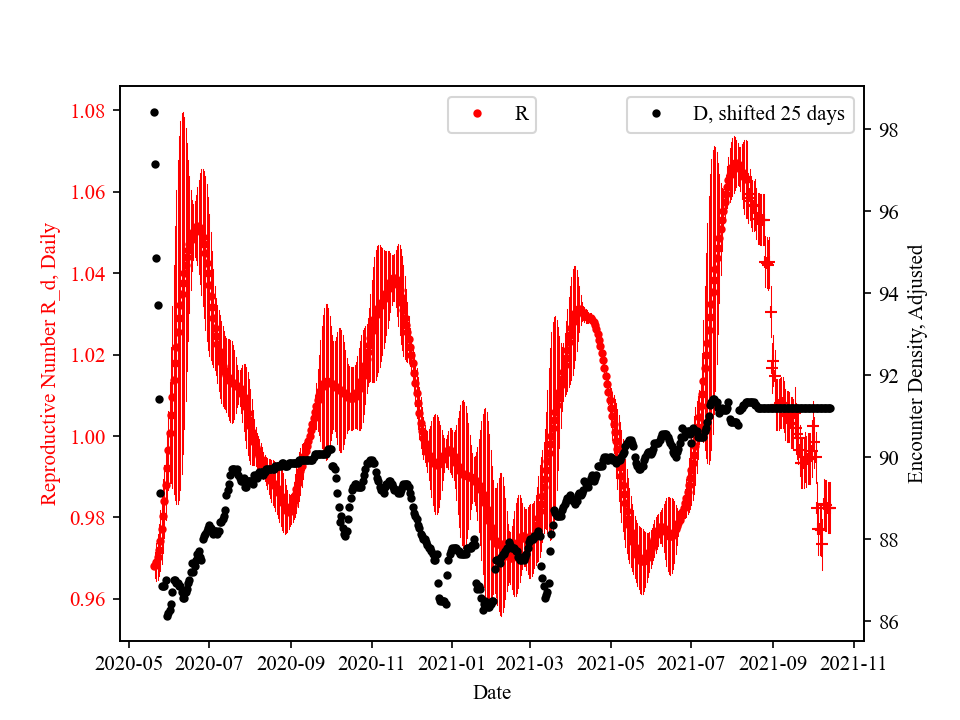 R
D, shifted 25 days
Reproductive Number R_d, Daily
1.08
1.06
1.04
1.02
1.00
0.98
0.96
98
96
94
92
90
88
86
Encounter Density, Adjusted
2020-05 2020-07 2020-09 2020-11 2021-01 2021-03 2021-05 2021-07 2021-09 2021-11
Date